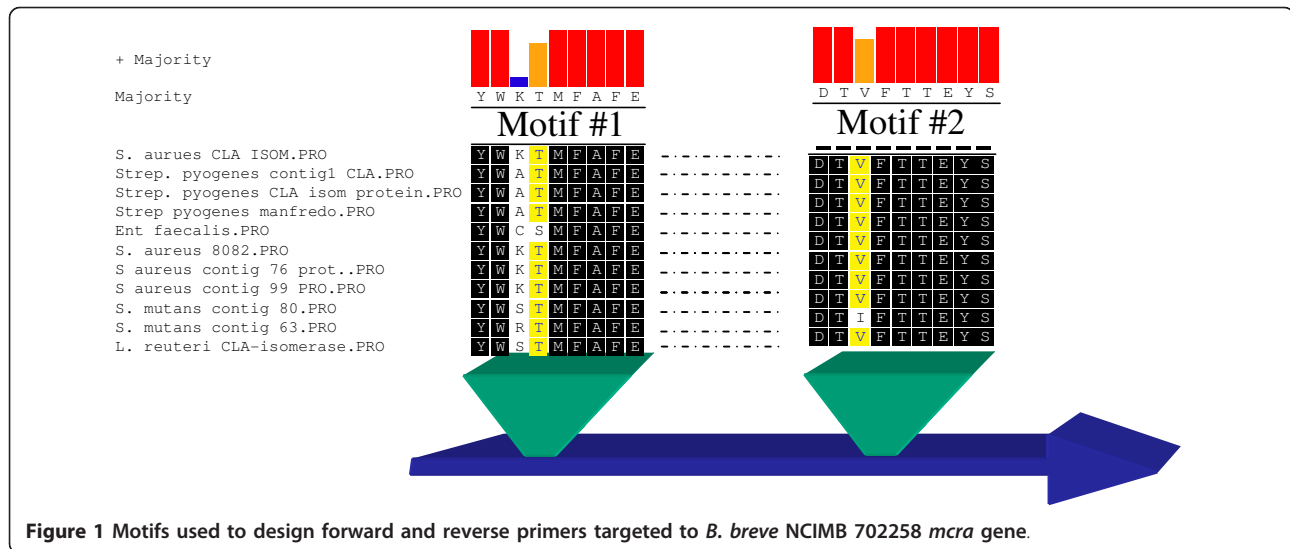 + Majority
Majority
Y W K T M F A F E D T V F T T E Y S
Motif #1 Motif #2
S. aurues CLA ISOM.PRO Y W K T M F A F E D T V F T T E Y S
Strep. pyogenes contig1 CLA.PRO Y W A T M F A F E D T V F T T E Y S
Strep. pyogenes CLA isom protein.PRO Y W A T M F A F E D T V F T T E Y S
Strep pyogenes manfredo.PRO Y W A T M F A F E D T V F T T E Y S
Ent faecalis.PRO Y W C S M F A F E D T V F T T E Y S
S. aureus 8082.PRO Y W K T M F A F E D T V F T T E Y S
S aureus contig 76 prot..PRO Y W K T M F A F E D T V F T T E Y S
S aureus contig 99 PRO.PRO Y W K T M F A F E D T V F T T E Y S
S. mutans contig 80.PRO Y W S T M F A F E D T I F T T E Y S
S. mutans contig 63.PRO Y W R T M F A F E D T V F T T E Y S
L. reuteri CLA-isomerase.PRO Y W S T M F A F E
Figure 1 Motifs used to design forward and reverse primers targeted to B. breve NCIMB 702258 mcra gene.